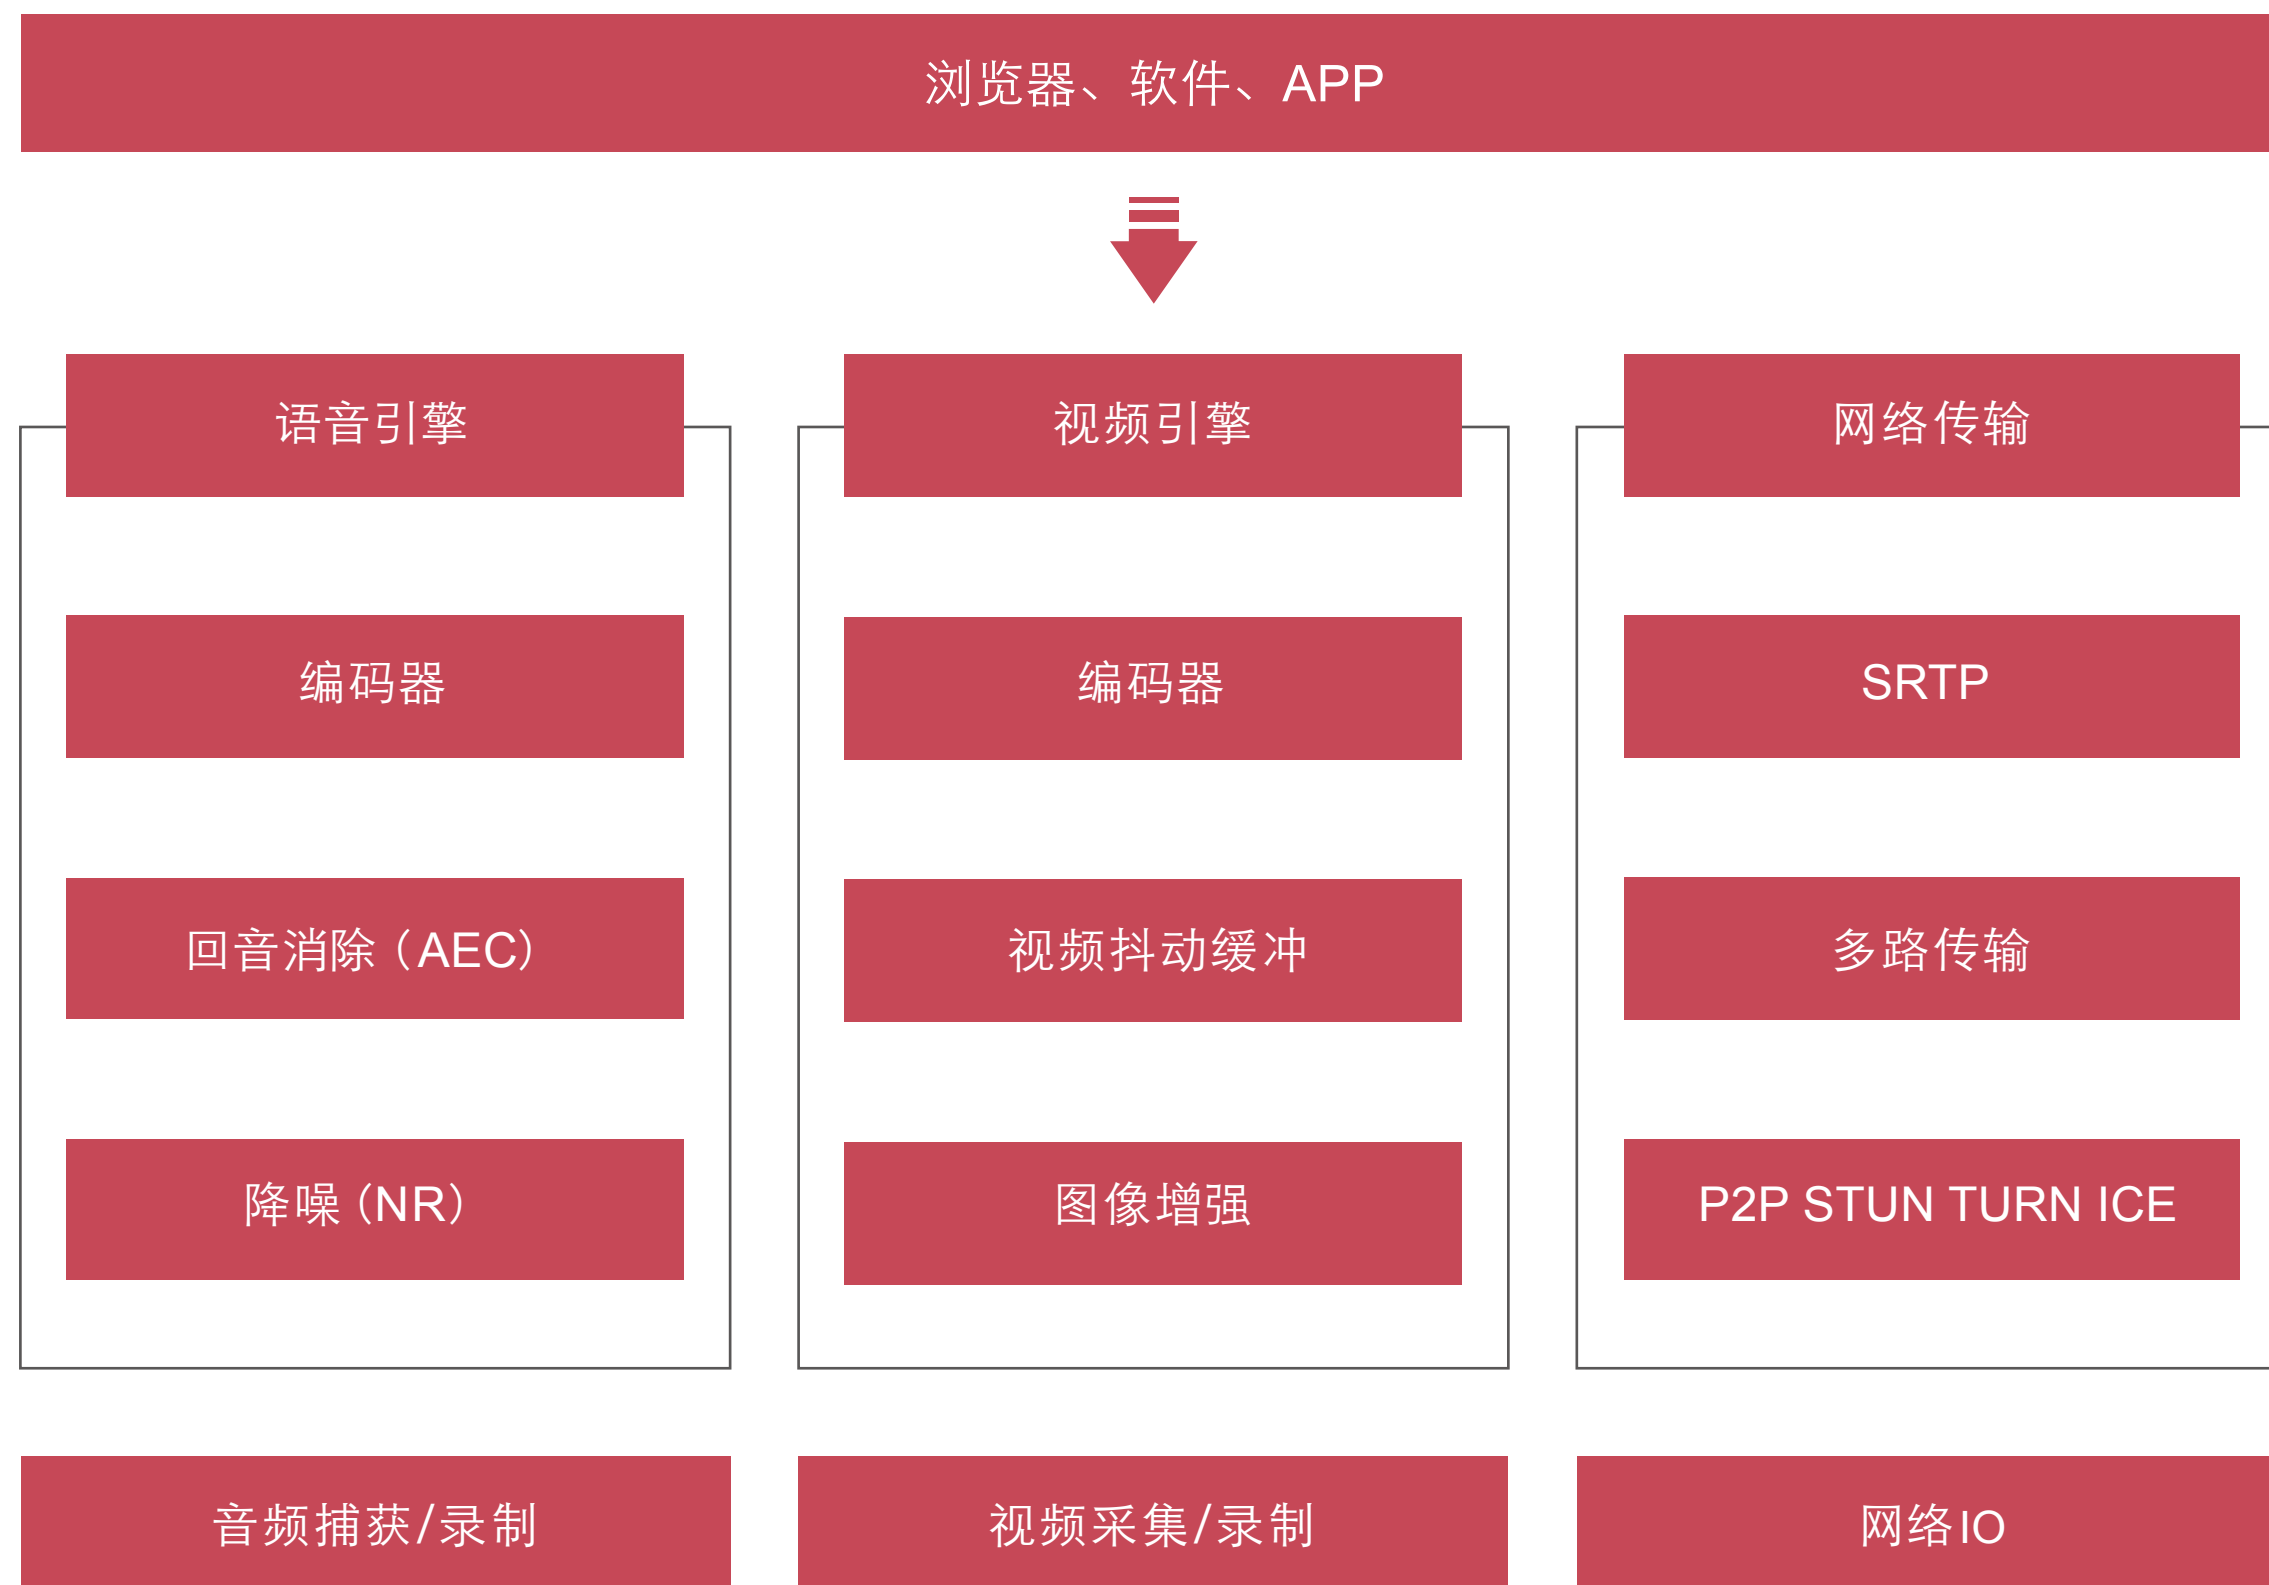 浏览器、软件、APP
语音引擎
编码器
回音消除（AEC）
降噪（NR）
视频引擎
编码器
视频抖动缓冲
图像增强
网络传输
SRTP
多路传输
P2P STUN TURN ICE
音频捕获/录制
视频采集/录制
网络IO